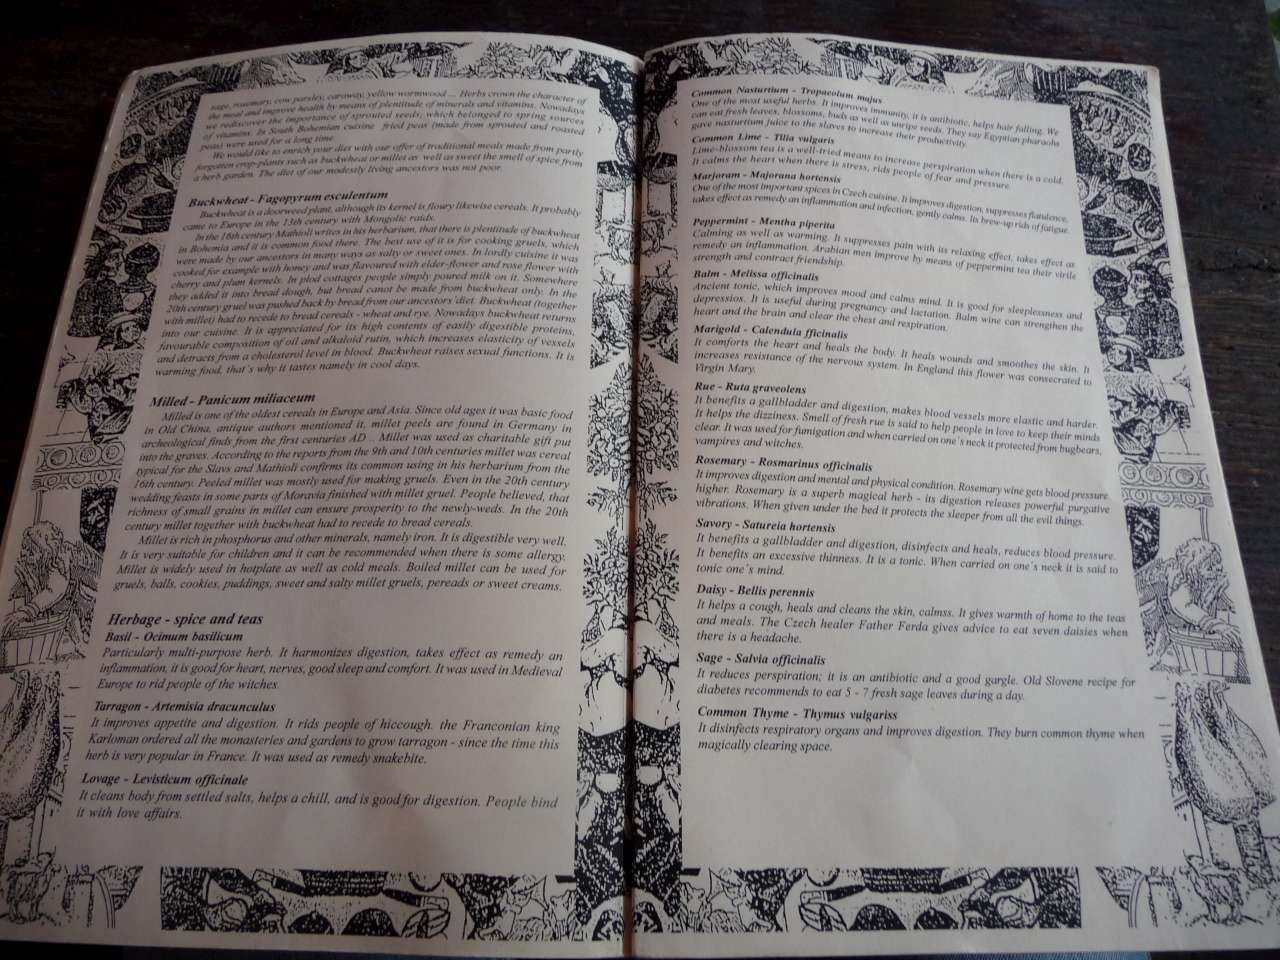 sage, rosemary, cow parsley, caraway, yellow wormwood ... Herbs crown the character of
the meal and improve health by means of plentitude of minerals and vitamins. Nowadays
we rediscover the importance of sprouted seeds, which belonged to spring sources
of vitamins. In South Bohemian cuisine fried peas (made from sprouted and roasted
peas) were used for a long time.
We would like to enrich your diet with our offer of traditional meals made from partly
forgotten crop-plants such as buckwheat or millet as well as sweet the smell of spice from
a herb garden. The diet of our modestly living ancestors was not poor.
Buckwheat - Fagopyrum esculentum
Buckwheat is a doorweed plant, although its kernel is floury likewise cereals. It probably
came to Europe in the 13th century with Mongolic raids.
In the 16th century Mathioli writes in his herbarium, that there is plentitude of buckwheat
in Bohemia and it is common food there. The best use of it is for cooking gruels, which
were made by our ancestors in many ways as salty or sweet ones. In lordly cuisine it was
cooked for example with honey and was flavoured with elder-flower and rose flower with
cherry and plum kernels. In plod cottages people simply poured milk on it. Somewhere
they added it into bread dough, but bread canot be made from buckwheat only. In the
20th century gruel was pushed back by bread from our ancestors´diet. Buckwheat (together
with millet) had to recede to bread cereals - wheat and rye. Nowadays buckwheat returns
into our cuisine. It is appreciated for its high contents of easily digestible proteins,
favourable composition of oil and alkaloid rutin, which increases elasticity of vessels
and detracts from a cholesterol level in blood. Buckwheat raises sexual functions. It is
warming food, that´s why it tastes namely in cool days.
Milled - Panicum miliaceum
Milled is one of the oldest cereals in Europe and Asia. Since old ages it was basic food
in Old China, antique authors mentioned it, millet peels are found in Germany in
archeological finds from the first centuries AD .. Millet was used as charitable gift put
into the graves. According to the reports from the 9th and 10th centuries millet was cereal
typical for the Slavs and Mathioli confirms its common using in his herbarium from the
16th century. Peeled millet was mostly used for making gruels. Even in the 20th century
wedding feasts in some parts of Moravia finished with millet gruel. People believed, that
richness of small grains in millet can ensure prosperity to the newly-weds. In the 20th
century millet together with buckwheat had to recede to bread cereals.
Millet is rich in phosphorus and other minerals, namely iron. It is digestible very well.
It is very suitable for children and it can be recommended when there is some allergy.
Millet is widely used in hotplate as well as cold meals. Boiled millet can be used for
gruels, balls, cookies, puddings, sweet and salty millet gruels, pereads or sweet creams.
Herbage - spice and teas
Basil - Ocimum basilicum
Particularly multi-purpose herb. It harmonizes digestion, takes effect as remedy an
inflammation, it is good for heart, nerves, good sleep and comfort. It was used in Medieval
Europe to rid people of the witches.
Tarragon - Artemisia dracunculus
It improves appetite and digestion. It rids people of hiccough. the Franconian king
Karloman ordered all the monasteries and gardens to grow tarragon - since the time this
herb is very popular in France. It was used as remedy snakebite.
Lovage - Levisticum officinale
It cleans body from settled salts, helps a chill, and is good for digestion. People bind
it with love affairs.
Common Nasturtium - Tropaeolum majus
One of the most useful herbs. It improves immunity, it is antibiotic, helps hair falling. We
can eat fresh leaves, blossoms, buds as well as unripe seeds. They say Egyptian pharaohs
gave nasturtium juice to the slaves to increase their productivity.
Common Lime - Tilia vulgaris
Lime-blossom tea is a well-tried means to increase perspiration when there is a cold.
It calms the heart when there is stress, rids people of fear and pressure.
Marjoram - Majorana hortensis
One of the most important spices in Czech cuisine. It improves digestion, suppresses flatulence,
takes effect as remedy an inflammation and infection, gently calms. Its brew-up rids of fatigue.
Peppermint - Mentha piperita
Calming as well as warming. It suppresses pain with its relaxing effect, takes effect as
remedy an inflammation. Arabian men improve by means of peppermint tea their virile
strength and contract friendship.
Balm - Melissa officinalis
Ancient tonic, which improves mood and calms mind. It is good for sleeplessness and
depressios. It is useful during pregnancy and lactation. Balm wine can strengthen the
heart and the brain and clear the chest and respiration.
Marigold - Calendula fficinalis
It comforts the heart and heals the body. It heals wounds and smoothes the skin. It
increases resistance of the nervous system. In England this flower was consecrated to
Virgin Mary.
Rue - Ruta graveolens
It benefits a gallbladder and digestion, makes blood vessels more elastic and harder.
It helps the dizziness. Smell of fresh rue is said to help people in love to keep their minds
clear. It was used for fumigation and when carried on one´s neck it protected from bugbears,
vampires and witches.
Rosemary - Rosmarinus officinalis
It improves digestion and mental and physical condition. Rosemary wine gets blood pressure
higher. Rosemary is a superb magical herb - its digestion releases powerful purgative
vibrations. When given under the bed it protects the sleeper from all the evil things.
Savory - Satureia hortensis
It benefits a gallbladder and digestion, disinfects and heals, reduces blood pressure.
It benefits an excessive thinness. It is a tonic. When carried on one´s neck it is said to
tonic one´s mind.
Daisy - Bellis perennis
It helps a cough, heals and cleans the skin, calmss. It gives warmth of home to the teas
and meals. The Czech healer Father Ferda gives advice to eat seven daisies when
there is a headache.
Sage - Salvia officinalis
It reduces perspiration; it is an antibiotic and a good gargle. Old Slovene recipe for
diabetes recommends to eat 5 - 7 fresh sage leaves during a day.
Common Thyme - Thymus vulgariss
It disinfects respiratory organs and improves digestion. They burn common thyme when
magically clearing space.